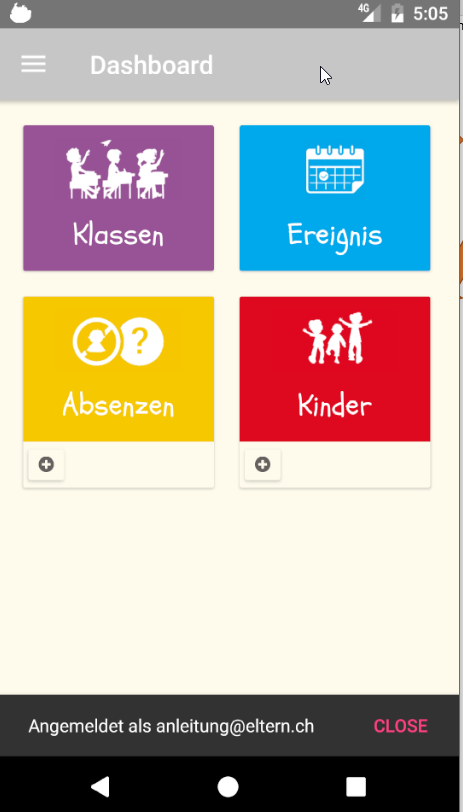 4G 5:05
Dashboard
Klassen
Ereignis
Absenzen
Kinder
Angemeldet als anleitung@eltern.ch CLOSE